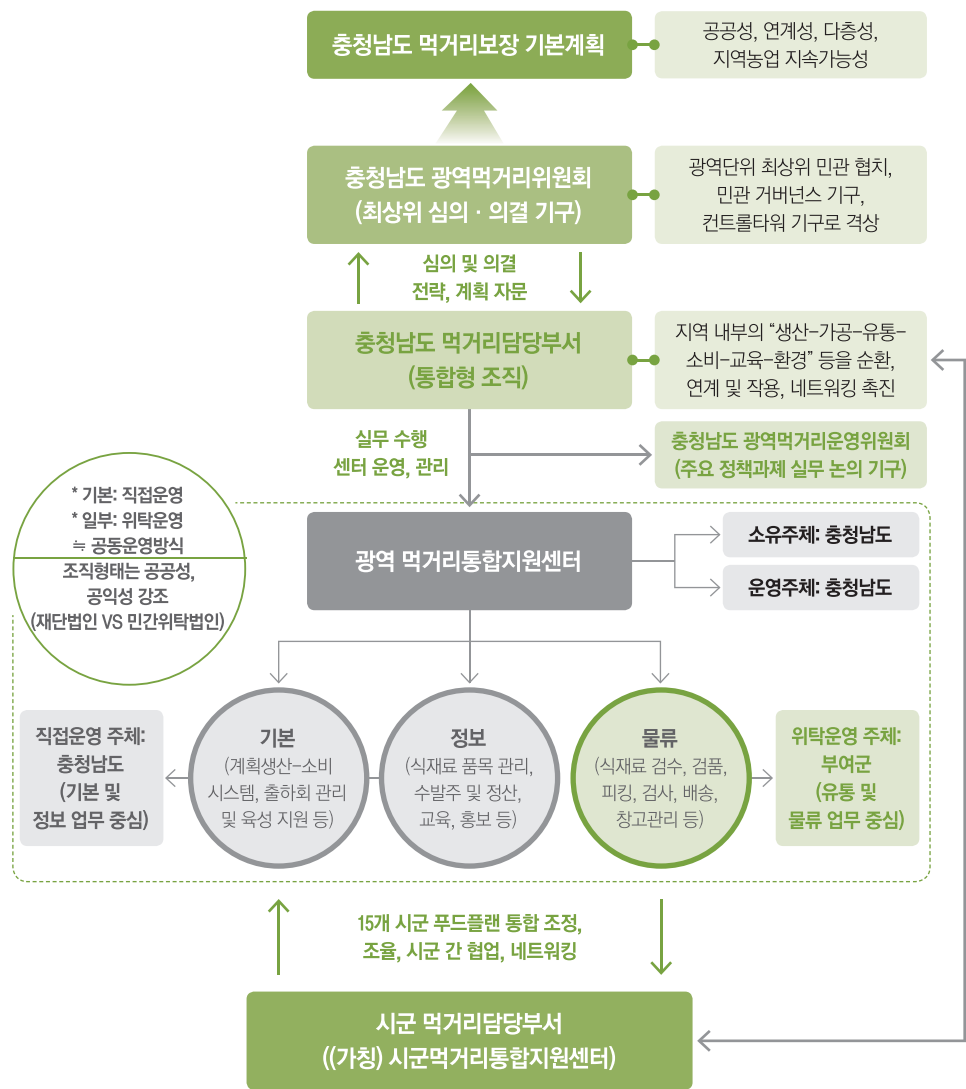 충청남도 먹거리보장 기본계획
공공성, 연계성, 다층성,
지역농업 지속가능성
충청남도 광역먹거리위원회
(최상위 심의 · 의결 기구)
광역단위 최상위 민관 협치,
민관 거버넌스 기구,
컨트롤타워 기구로 격상
심의 및 의결
전략, 계획 자문
충청남도 먹거리담당부서
(통합형 조직)
지역 내부의 “생산–가공–유통–
소비–교육–환경” 등을 순환,
연계 및 작용, 네트워킹 촉진
실무 수행
센터 운영, 관리
충청남도 광역먹거리운영위원회
(주요 정책과제 실무 논의 기구)
* 기본: 직접운영
* 일부: 위탁운영
≒ 공동운영방식
조직형태는 공공성,
공익성 강조
(재단법인 VS 민간위탁법인)
광역 먹거리통합지원센터
소유주체: 충청남도
운영주체: 충청남도
직접운영 주체:
충청남도
(기본 및
정보 업무 중심)
기본
(계획생산–소비
시스템, 출하회 관리
및 육성 지원 등)
정보
(식재료 품목 관리,
수발주 및 정산,
교육, 홍보 등)
물류
(식재료 검수, 검품,
피킹, 검사, 배송,
창고관리 등)
위탁운영 주체:
부여군
(유통 및
물류 업무 중심)
15개 시군 푸드플랜 통합 조정,
조율, 시군 간 협업, 네트워킹
시군 먹거리담당부서
((가칭) 시군먹거리통합지원센터)